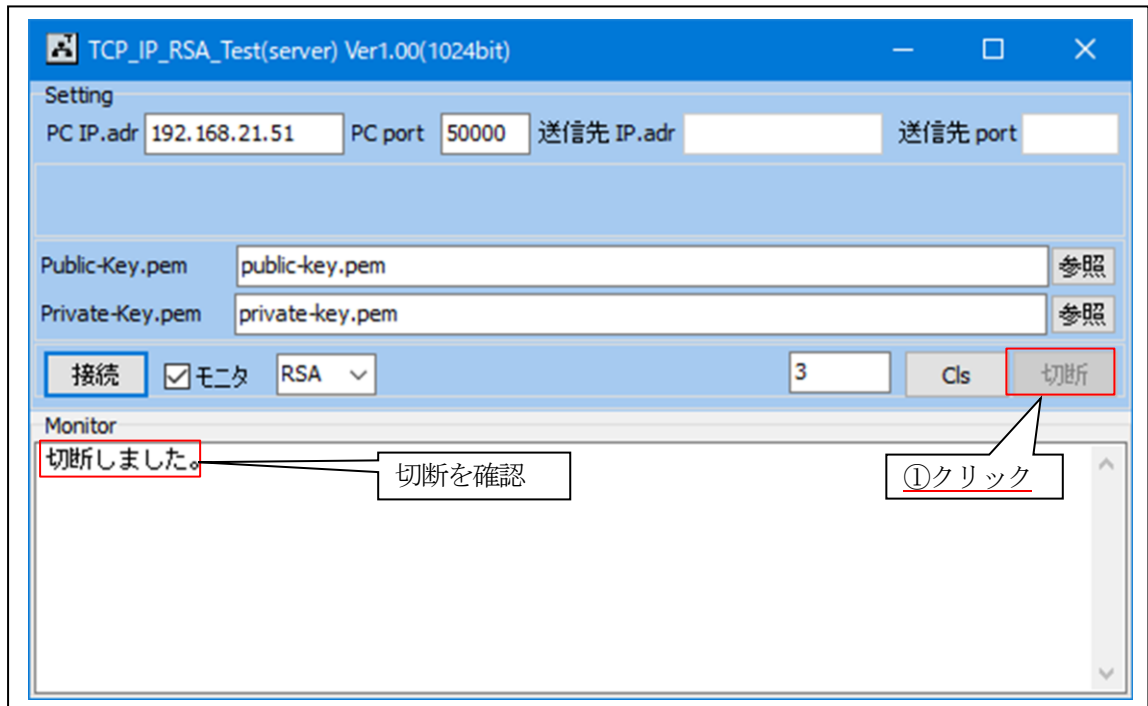 TCP_IP_RSA_Test(server) Ver1.00(1024bit)
Setting
PC IP.adr 192.168.21.51 PC port 50000 送信先 IP.adr 送信先 port
Public-Key.pem public-key.pem 参照
Private-Key.pem private-key.pem 参照
接続 モニタ RSA 3 Cls 切断
Monitor
切断しました。
切断を確認
①クリック